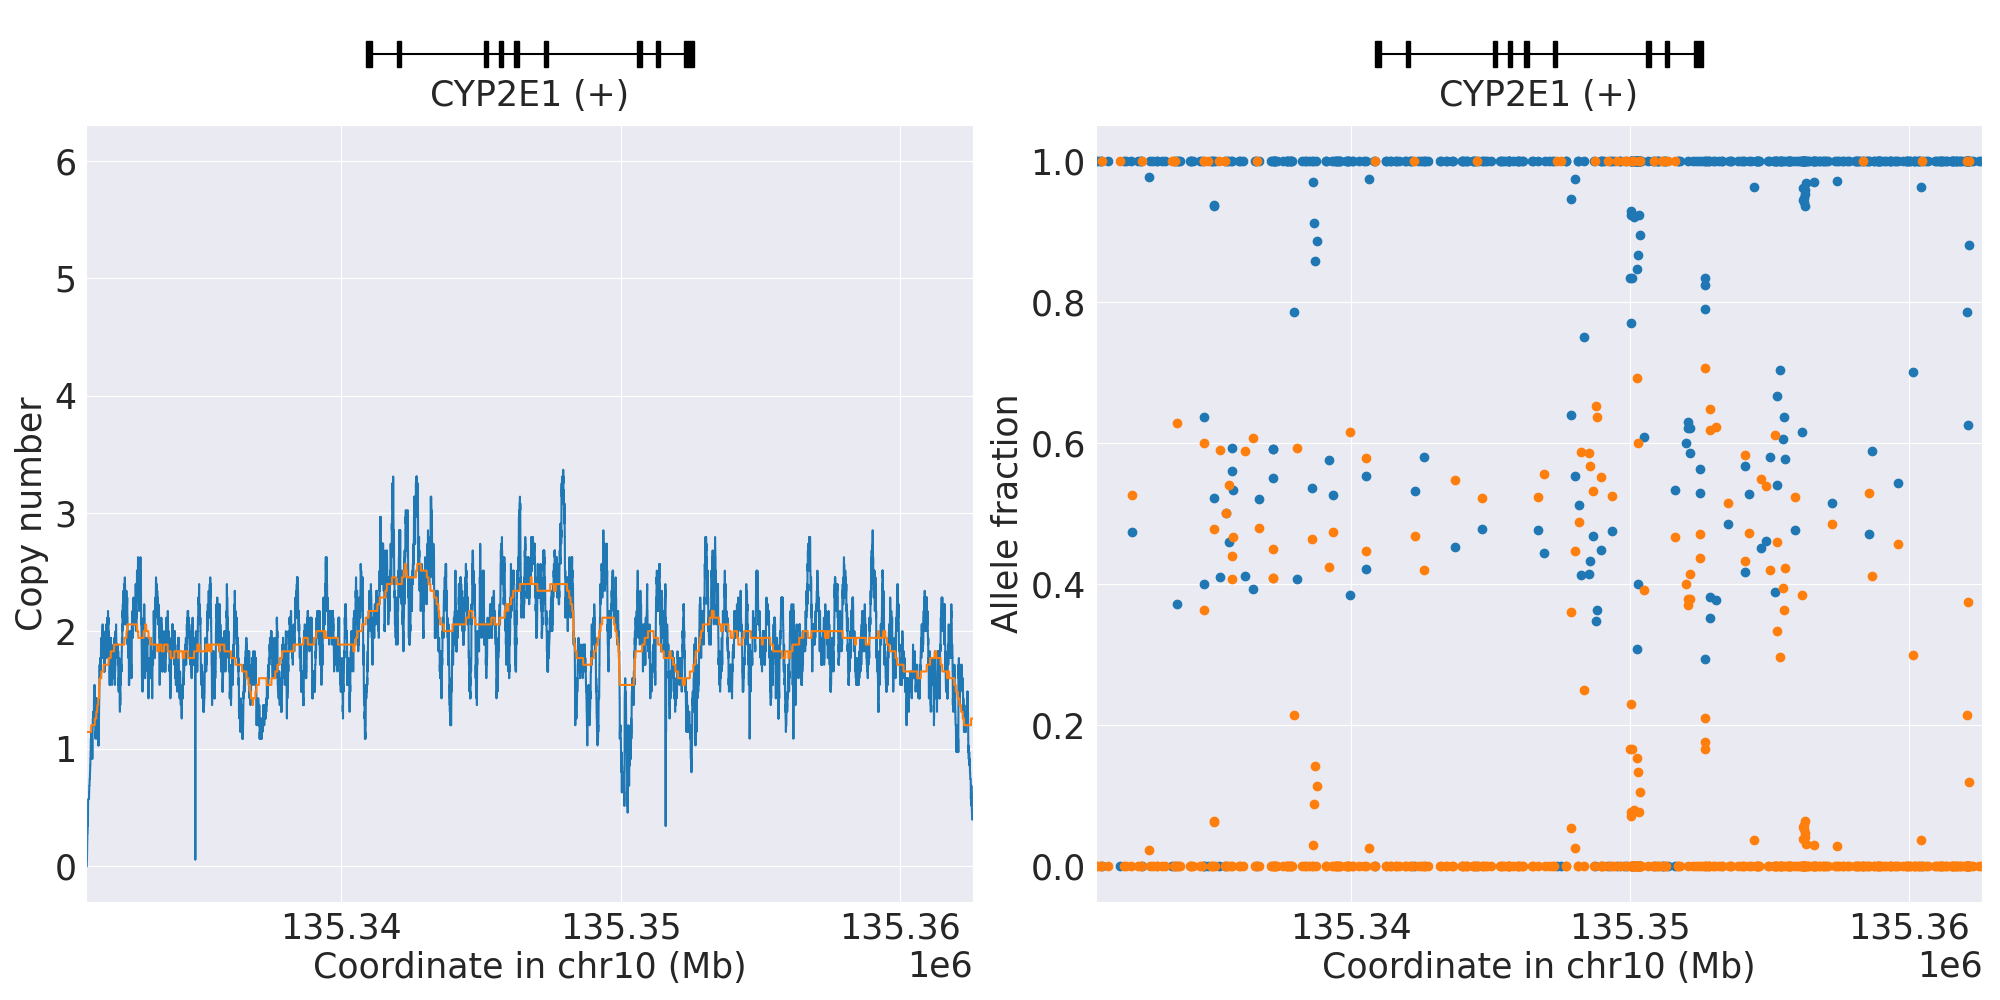 CYP2E1 (+)
6
5
4
3
2
1
0
Copy number
135.34 135.35 135.36
Coordinate in chr10 (Mb)
1e6
CYP2E1 (+)
1.0
0.8
0.6
0.4
0.2
0.0
Allele fraction
135.34 135.35 135.36
Coordinate in chr10 (Mb)
1e6